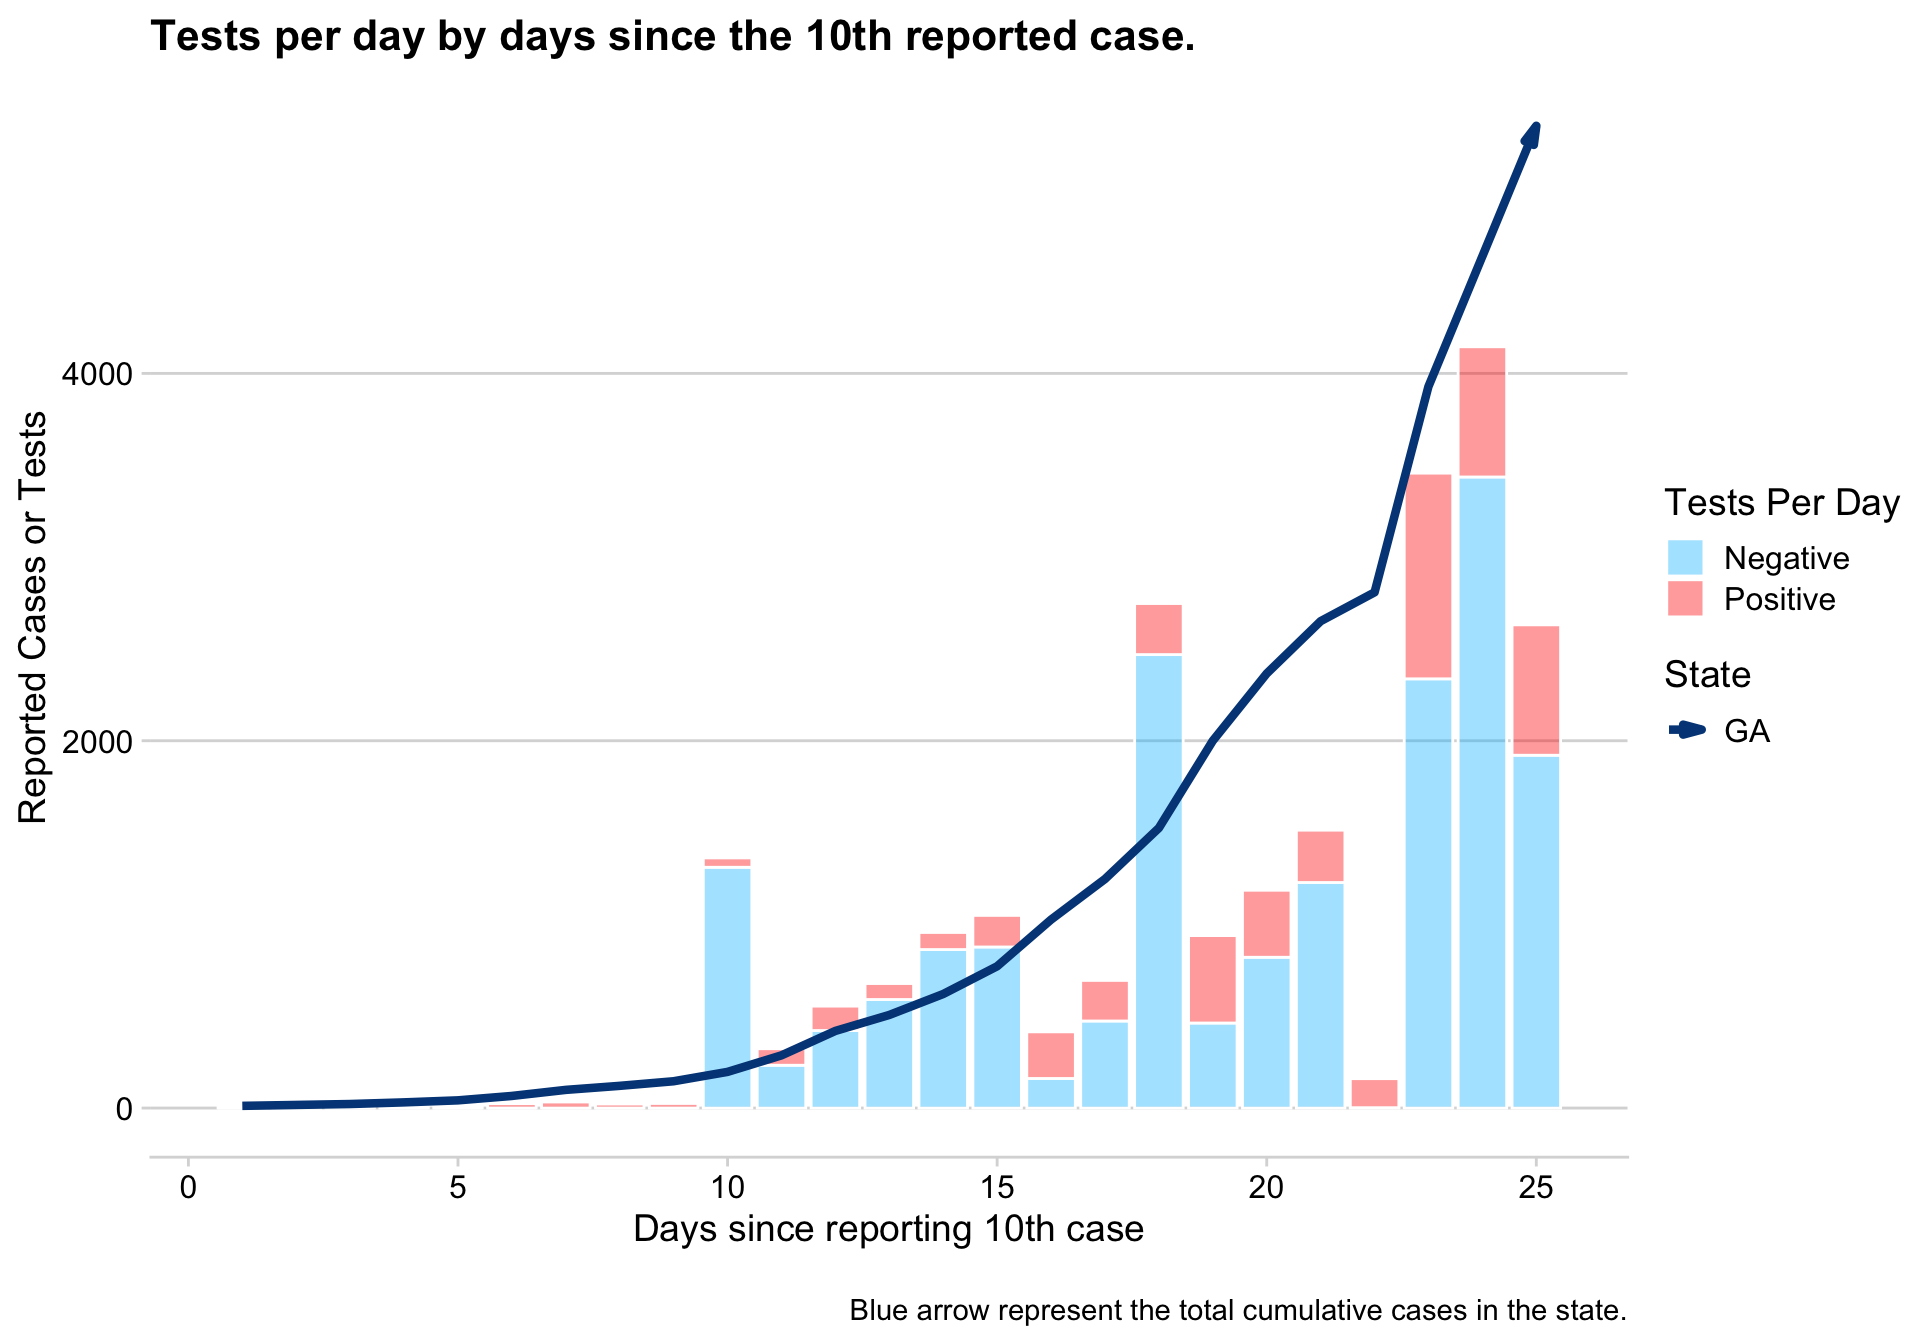 Tests per day by days since the 10th reported case.
Reported Cases or Tests
4000
2000
0
0 5 10 15 20 25
Days since reporting 10th case
Tests Per Day
Negative
Positive
State
GA
Blue arrow represent the total cumulative cases in the state.